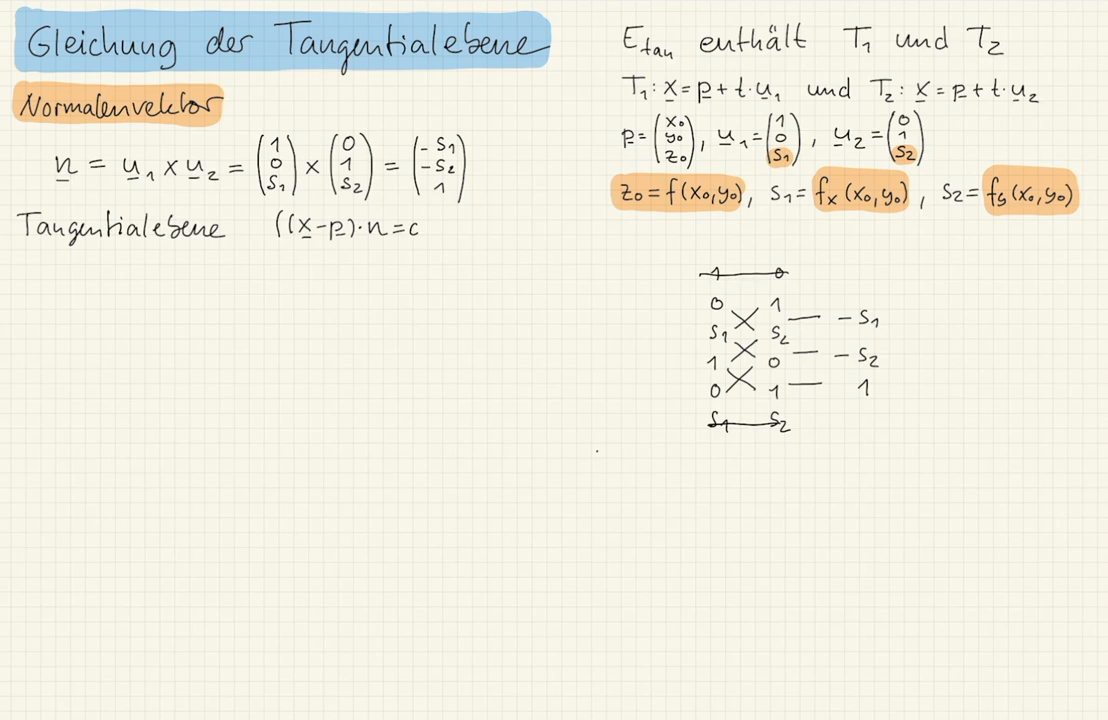 Gleichung der Tangentialebene
Normalenvektor
n = u₁ × u₂ = (1 0 s₁) × (0 1 s₂) = (-s₁ -s₂ 1)
Tangentialebene ((x-p)·n=c
E_tan enthält T₁ und T₂
T₁: x = p + t·u₁ und T₂: x = p + t·u₂
p = (x₀ y₀ z₀), u₁ = (1 0 s₁), u₂ = (0 1 s₂)
z₀ = f(x₀,y₀), s₁ = fₓ(x₀,y₀), s₂ = f_y(x₀,y₀)
1 0
0 1 — -s₁
s₁ s₂
1 0 — -s₂
0 1 — 1
s₁ s₂